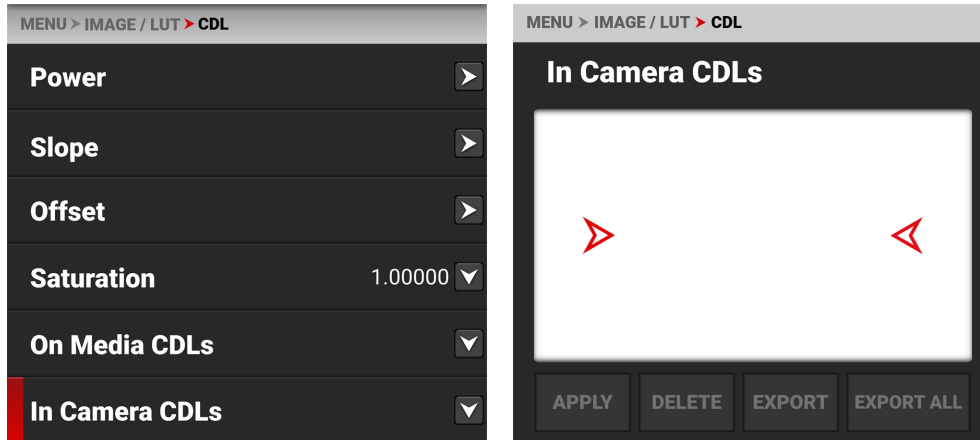 MENU > IMAGE / LUT > CDL
Power
Slope
Offset
Saturation 1.00000
On Media CDLs
In Camera CDLs
MENU > IMAGE / LUT > CDL
In Camera CDLs
APPLY DELETE EXPORT EXPORT ALL